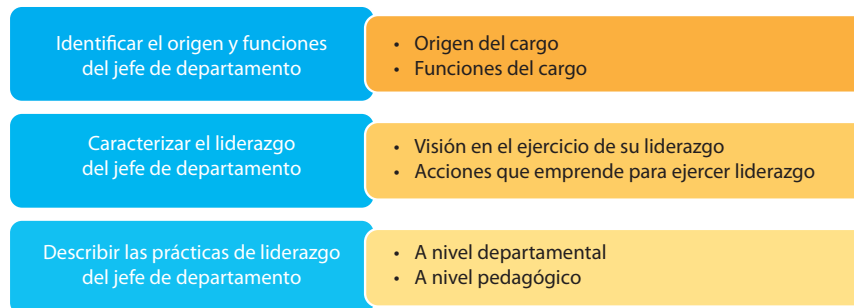 Identificar el origen y funciones
del jefe de departamento
• Origen del cargo
• Funciones del cargo
Caracterizar el liderazgo
del jefe de departamento
• Visión en el ejercicio de su liderazgo
• Acciones que emprende para ejercer liderazgo
Describir las prácticas de liderazgo
del jefe de departamento
• A nivel departamental
• A nivel pedagógico